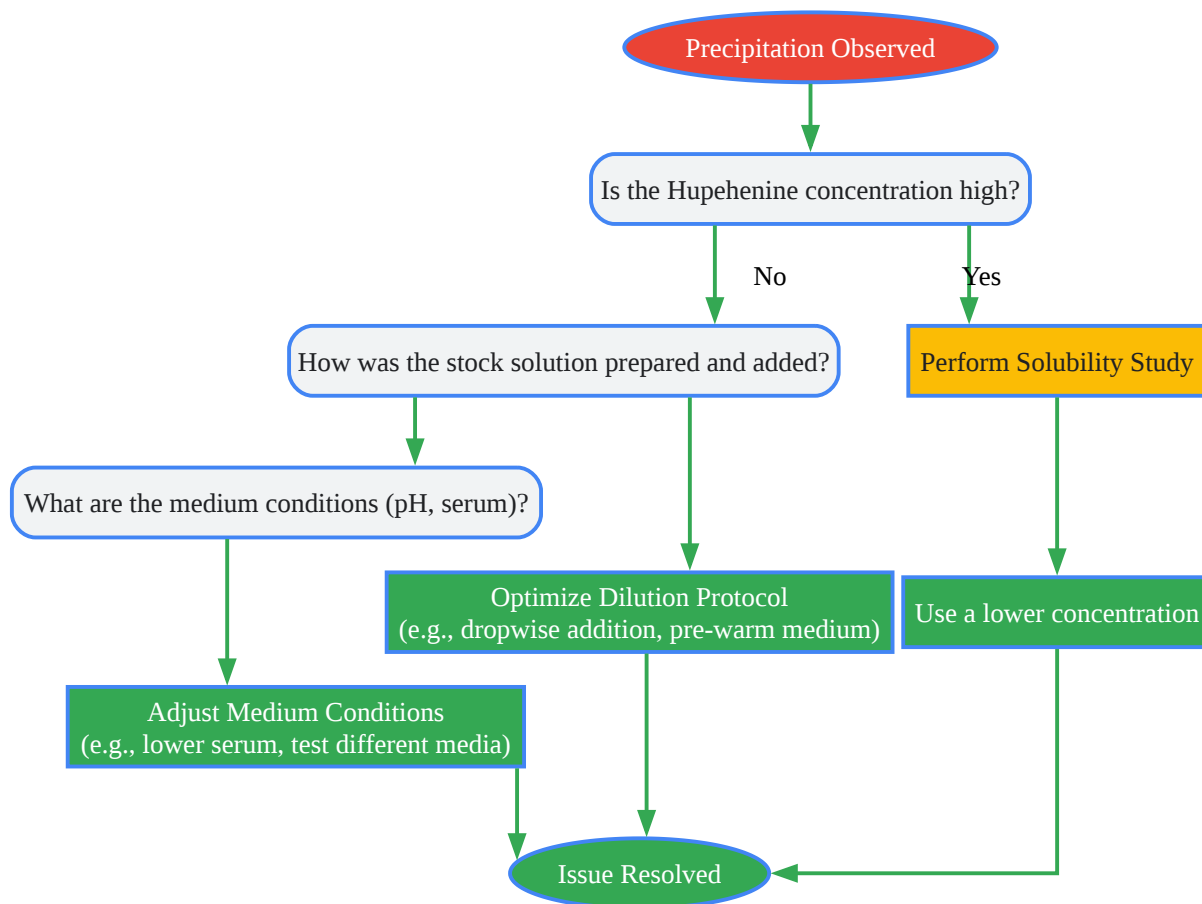 Precipitation Observed
Is the Hupehenine concentration high?
No
Yes
How was the stock solution prepared and added?
Perform Solubility Study
What are the medium conditions (pH, serum)?
Optimize Dilution Protocol
(e.g., dropwise addition, pre-warm medium)
Use a lower concentration
Adjust Medium Conditions
(e.g., lower serum, test different media)
Issue Resolved